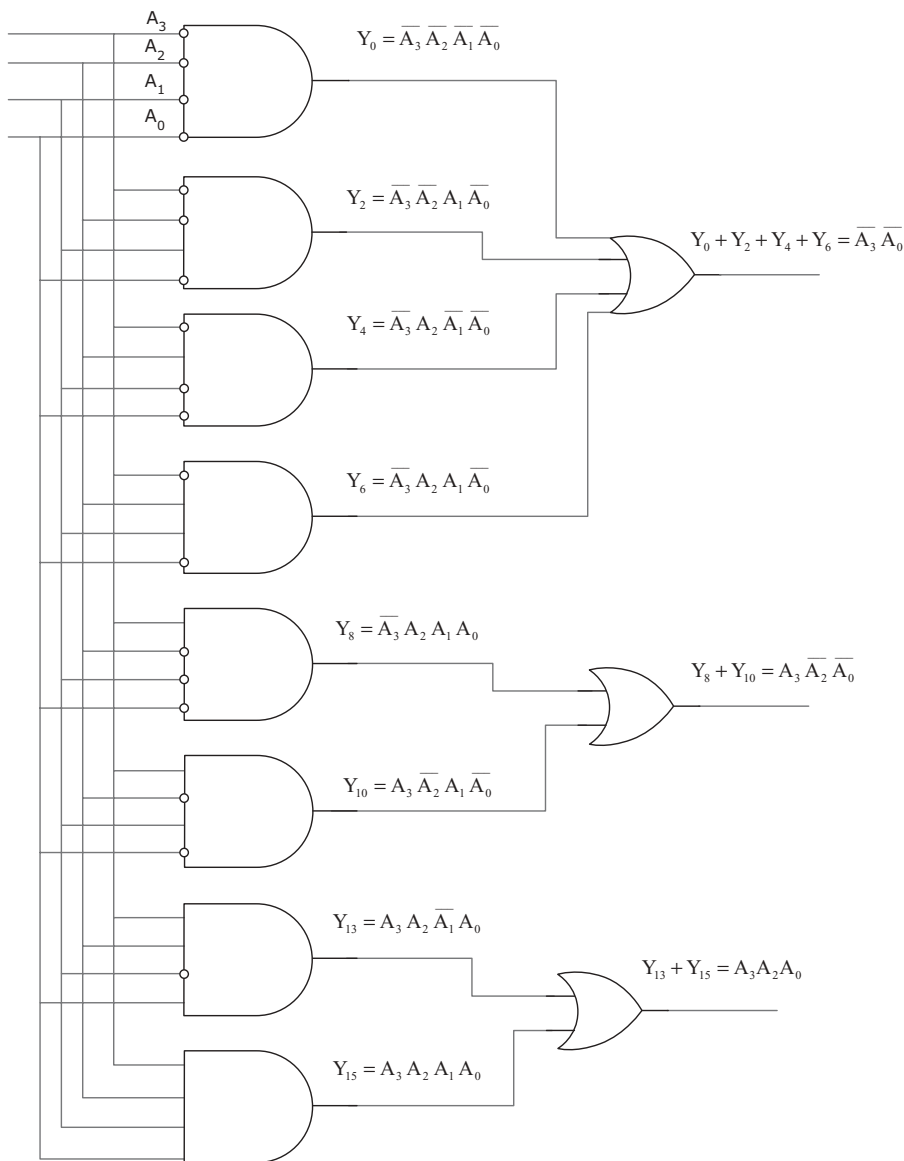 A₃
A₂
A₁
A₀
Y₀ = A̅₃ A̅₂ A̅₁ A̅₀
Y₂ = A̅₃ A̅₂ A₁ A̅₀
Y₀ + Y₂ + Y₄ + Y₆ = A̅₃ A̅₀
Y₄ = A̅₃ A₂ A̅₁ A̅₀
Y₆ = A̅₃ A₂ A₁ A̅₀
Y₈ = A̅₃ A₂ A₁ A₀
Y₈ + Y₁₀ = A₃ A̅₂ A̅₀
Y₁₀ = A₃ A̅₂ A₁ A̅₀
Y₁₃ = A₃ A₂ A̅₁ A₀
Y₁₃ + Y₁₅ = A₃A₂A₀
Y₁₅ = A₃ A₂ A₁ A₀